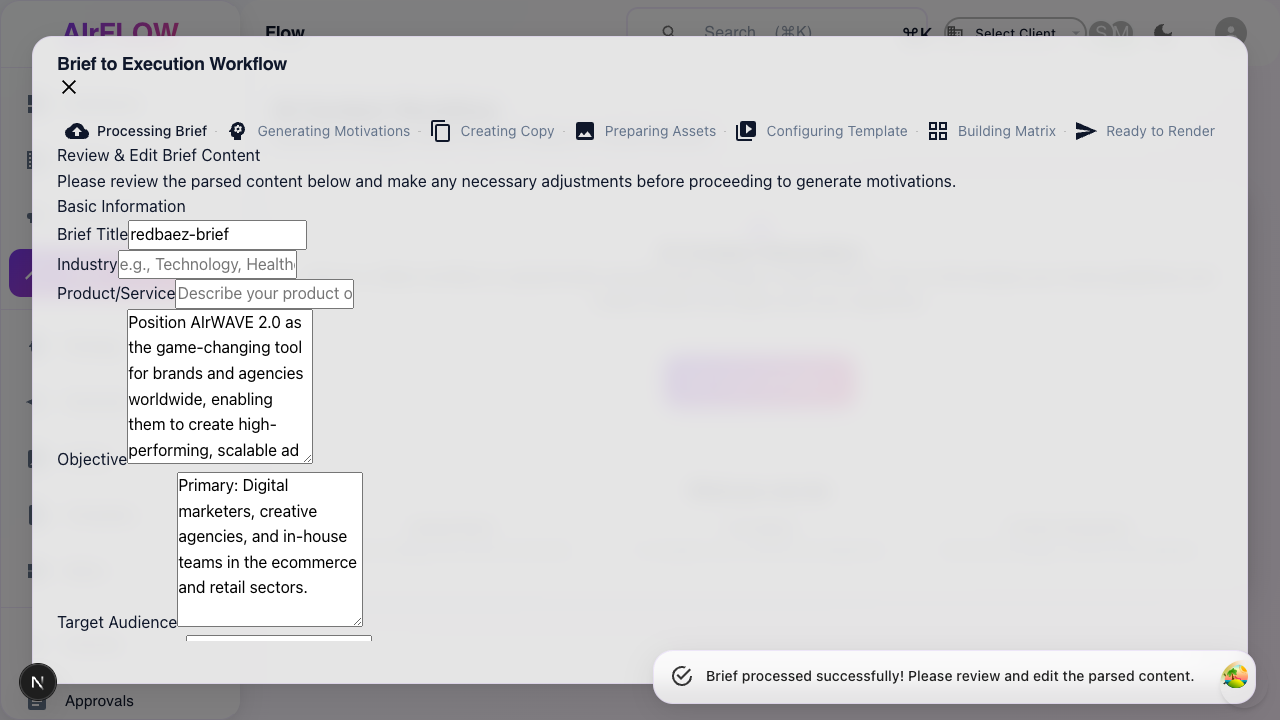 AIrFLOW
Flow
Search (⌘K)
⌘K
Select Client
S
M
Brief to Execution Workflow
Processing Brief
Generating Motivations
Creating Copy
Preparing Assets
Configuring Template
Building Matrix
Ready to Render
Review & Edit Brief Content
Please review the parsed content below and make any necessary adjustments before proceeding to generate motivations.
Basic Information
Brief Title redbaez-brief
Industry e.g., Technology, Health
Product/Service Describe your product o
Position AIrWAVE 2.0 as
the game-changing tool
for brands and agencies
worldwide, enabling
them to create high-
performing, scalable ad
Objective
Primary: Digital
marketers, creative
agencies, and in-house
teams in the ecommerce
and retail sectors.
Target Audience
Brief processed successfully! Please review and edit the parsed content.
N
Approvals